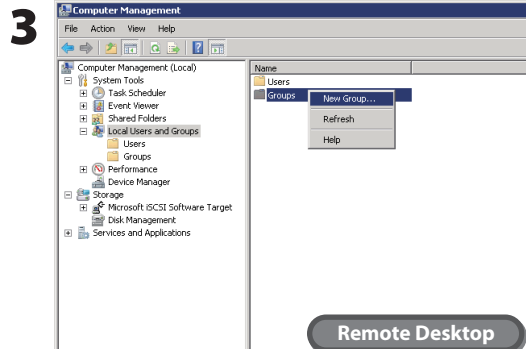 3
Computer Management
File Action View Help
Computer Management (Local)
System Tools
Task Scheduler
Event Viewer
Shared Folders
Local Users and Groups
Users
Groups
Performance
Device Manager
Storage
Microsoft iSCSI Software Target
Disk Management
Services and Applications
Name
Users
Groups
New Group...
Refresh
Help
Remote Desktop